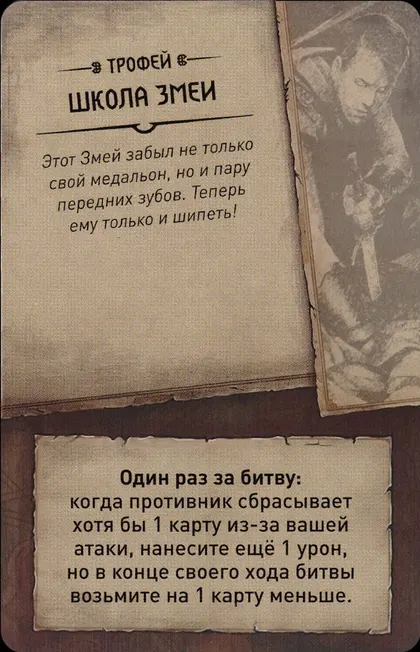 ТРОФЕЙ
ШКОЛА ЗМЕИ
Этот Змей забыл не только
свой медальон, но и пару
передних зубов. Теперь
ему только и шипеть!
Один раз за битву:
когда противник сбрасывает
хотя бы 1 карту из-за вашей
атаки, нанесите ещё 1 урон,
но в конце своего хода битвы
возьмите на 1 карту меньше.